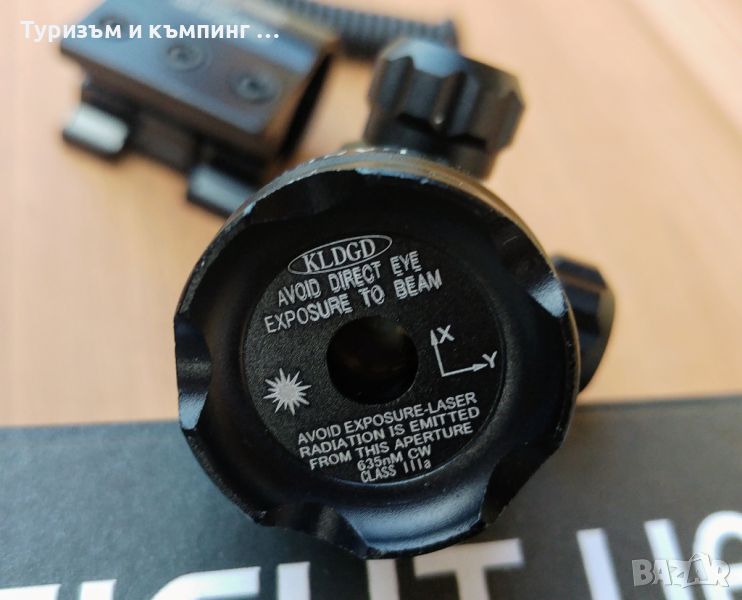 Туризъм и къмпинг ...
KLDGD
AVOID DIRECT EYE
EXPOSURE TO BEAM
X
Y
AVOID EXPOSURE-LASER
RADIATION IS EMITTED
FROM THIS APERTURE
635nM CW
CLASS IIIa
BAZAR